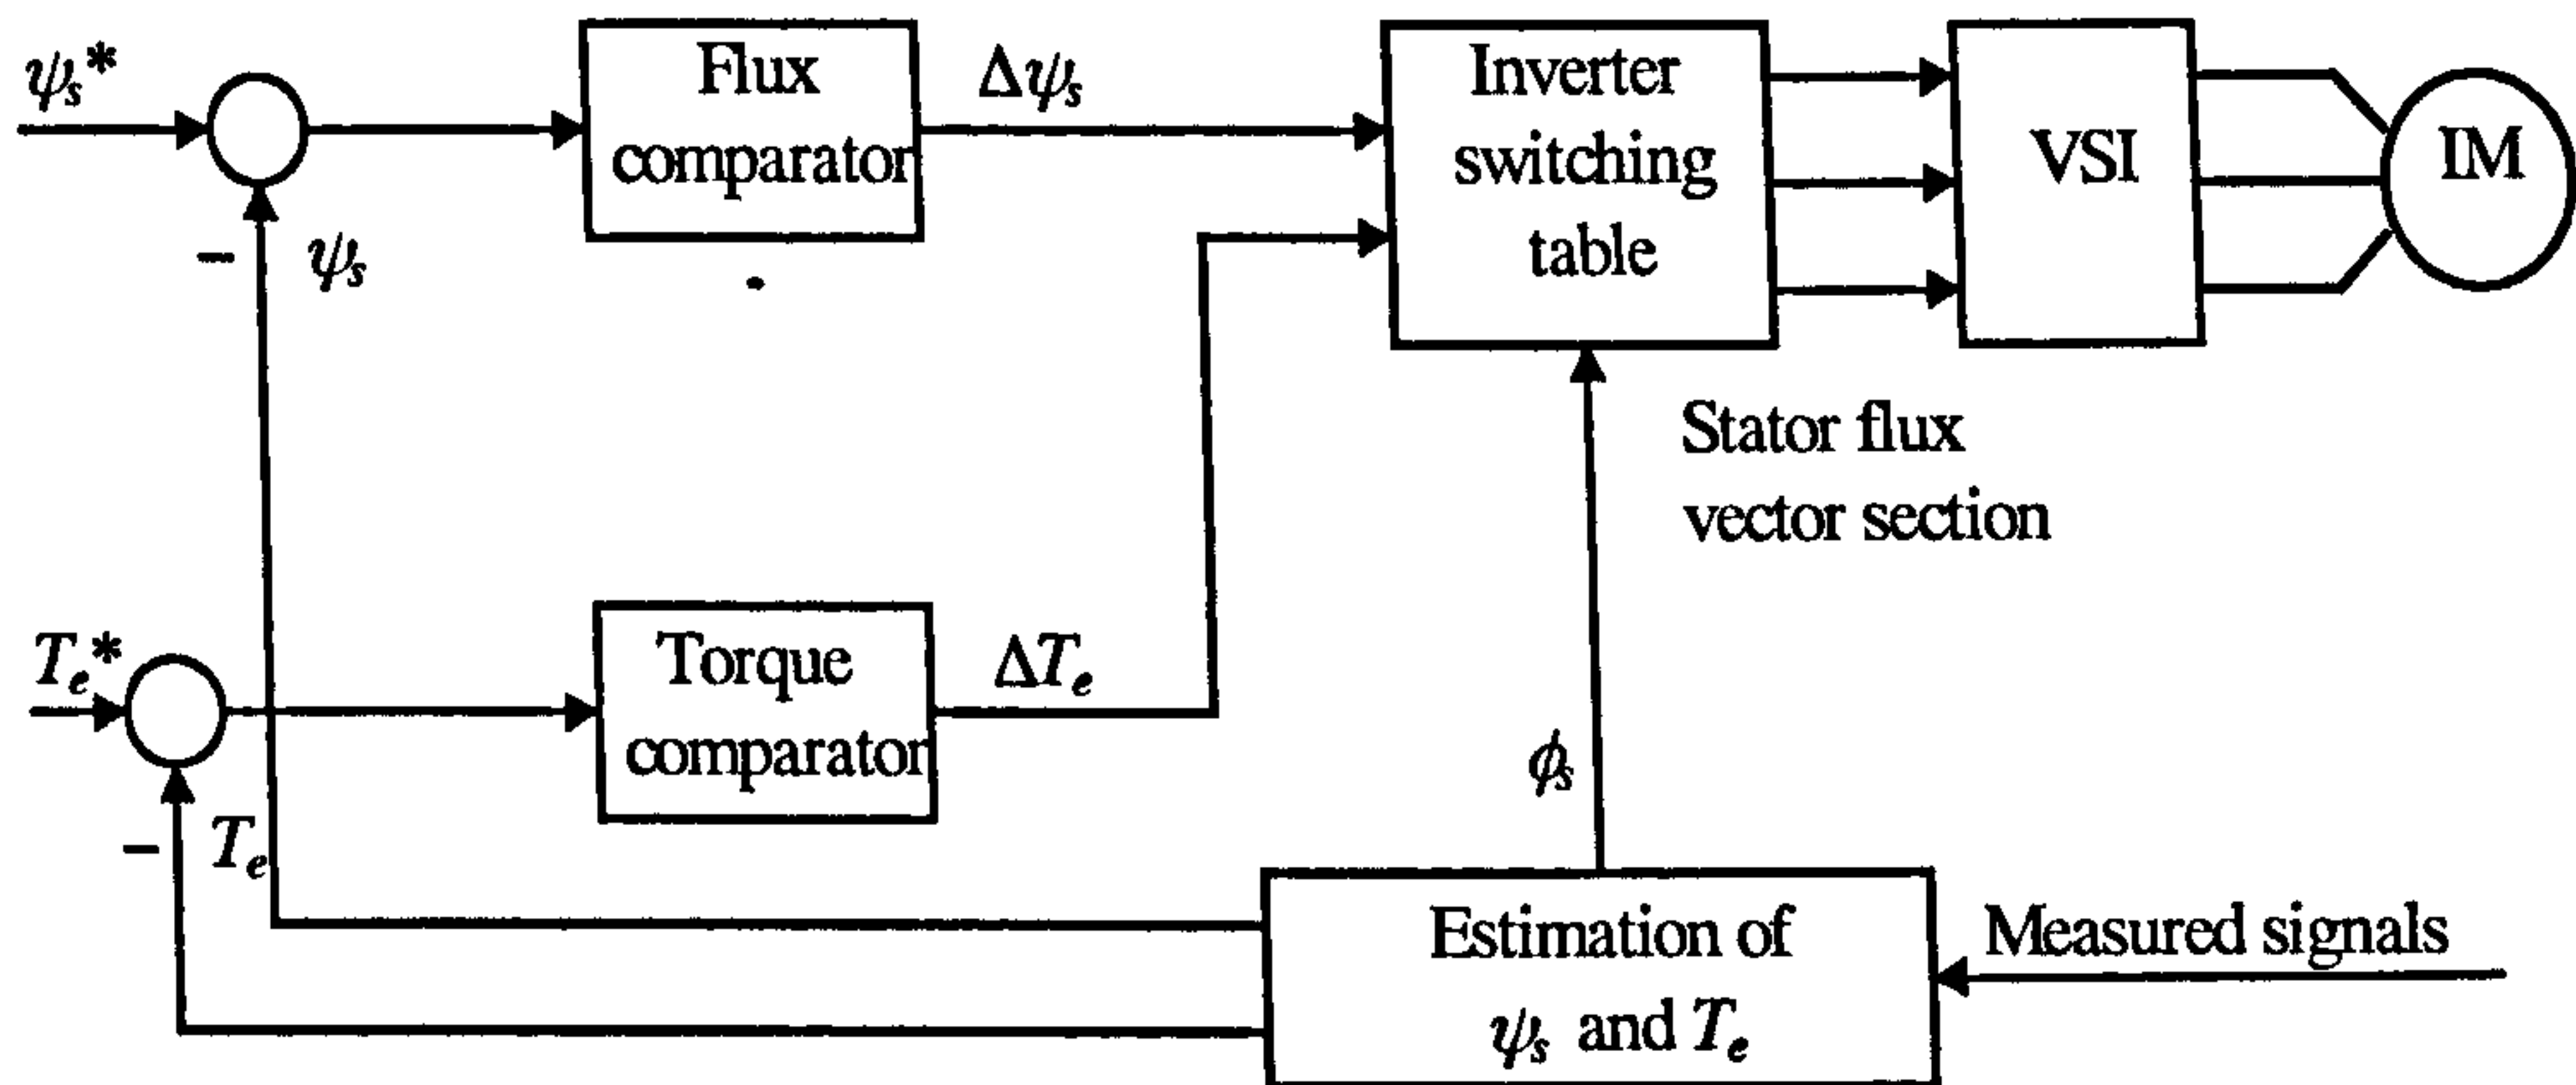 ψs*
Flux
comparator
Δψs
Inverter
switching
table
VSI
IM
–
ψs
Stator flux
vector section
Te*
Torque
comparator
ΔTe
ϕs
–
Te
Estimation of
ψs and Te
Measured signals